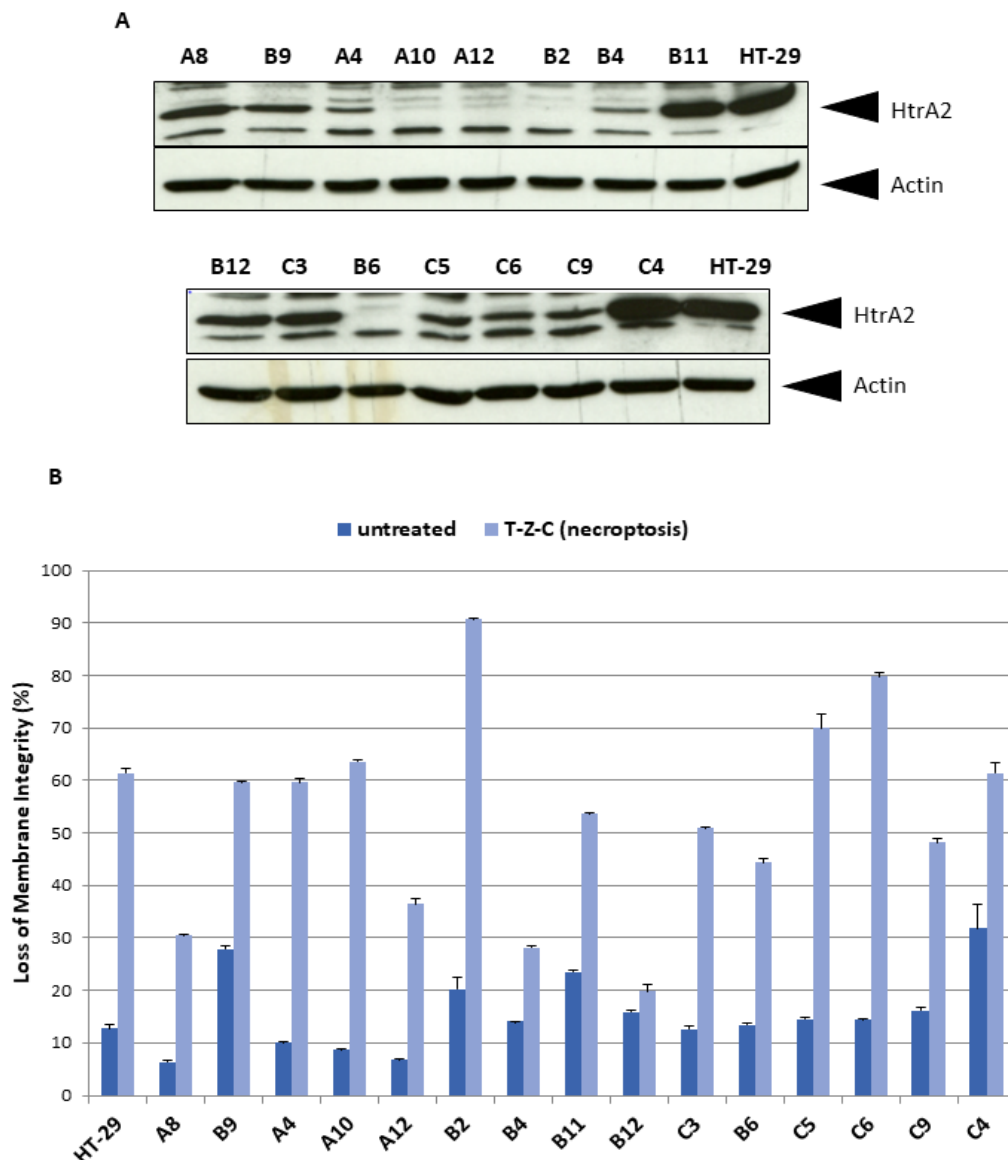 A
A8 B9 A4 A10 A12 B2 B4 B11 HT-29
HtrA2
Actin
B12 C3 B6 C5 C6 C9 C4 HT-29
HtrA2
Actin
B
untreated T-Z-C (necroptosis)
Loss of Membrane Integrity (%)
100
90
80
70
60
50
40
30
20
10
0
HT-29 A8 B9 A4 A10 A12 B2 B4 B11 B12 C3 B6 C5 C6 C9 C4